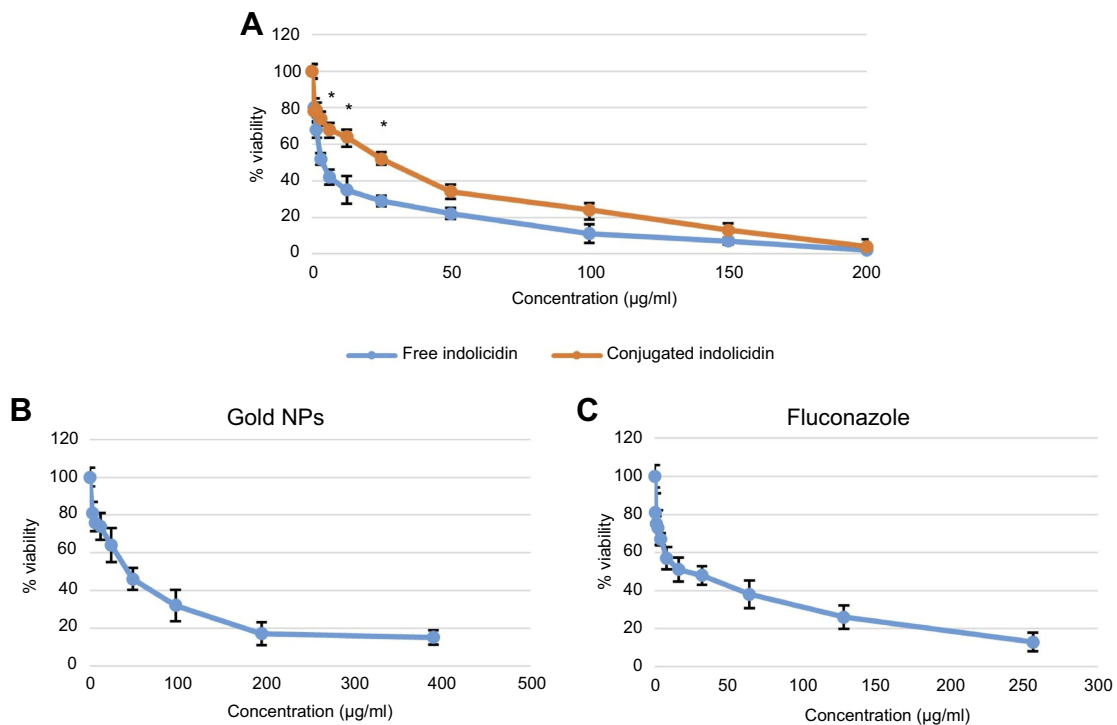 A
120
100
80
60
40
20
0
% viability
* * *
0 50 100 150 200
Concentration (µg/ml)
Free indolicidin Conjugated indolicidin
B
Gold NPs
120
100
80
60
40
20
0
% viability
0 100 200 300 400 500
Concentration (µg/ml)
C
Fluconazole
120
100
80
60
40
20
0
% viability
0 50 100 150 200 250 300
Concentration (µg/ml)